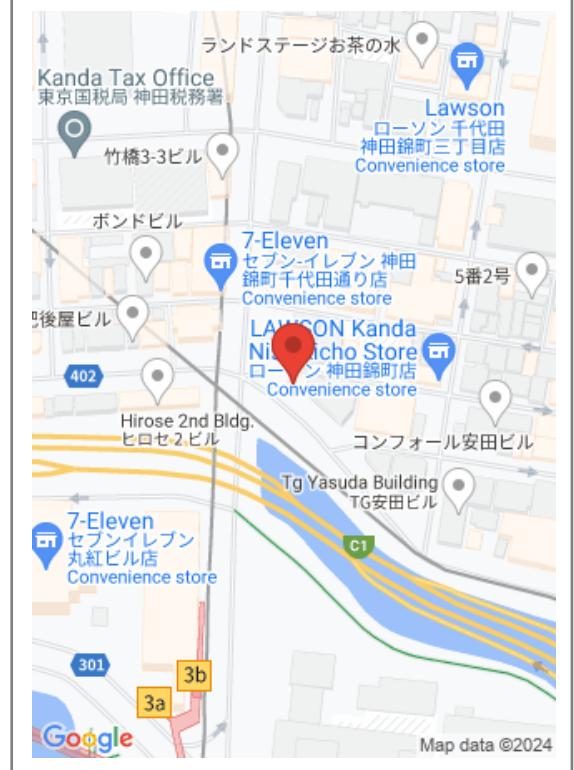 ランドステージお茶の水
Kanda Tax Office
東京国税局 神田税務署
Lawson
ローソン 千代田
神田錦町三丁目店
Convenience store
竹橋3-3ビル
ボンドビル
7-Eleven
セブン-イレブン 神田
錦町千代田通り店
Convenience store
5番2号
肥後屋ビル
LAWSON Kanda
Nishikicho Store
ローソン 神田錦町店
Convenience store
402
Hirose 2nd Bldg.
ヒロセ2ビル
コンフォール安田ビル
Tg Yasuda Building
TG安田ビル
7-Eleven
セブンイレブン
丸紅ビル店
Convenience store
C1
301
3b
3a
Google
Map data ©2024